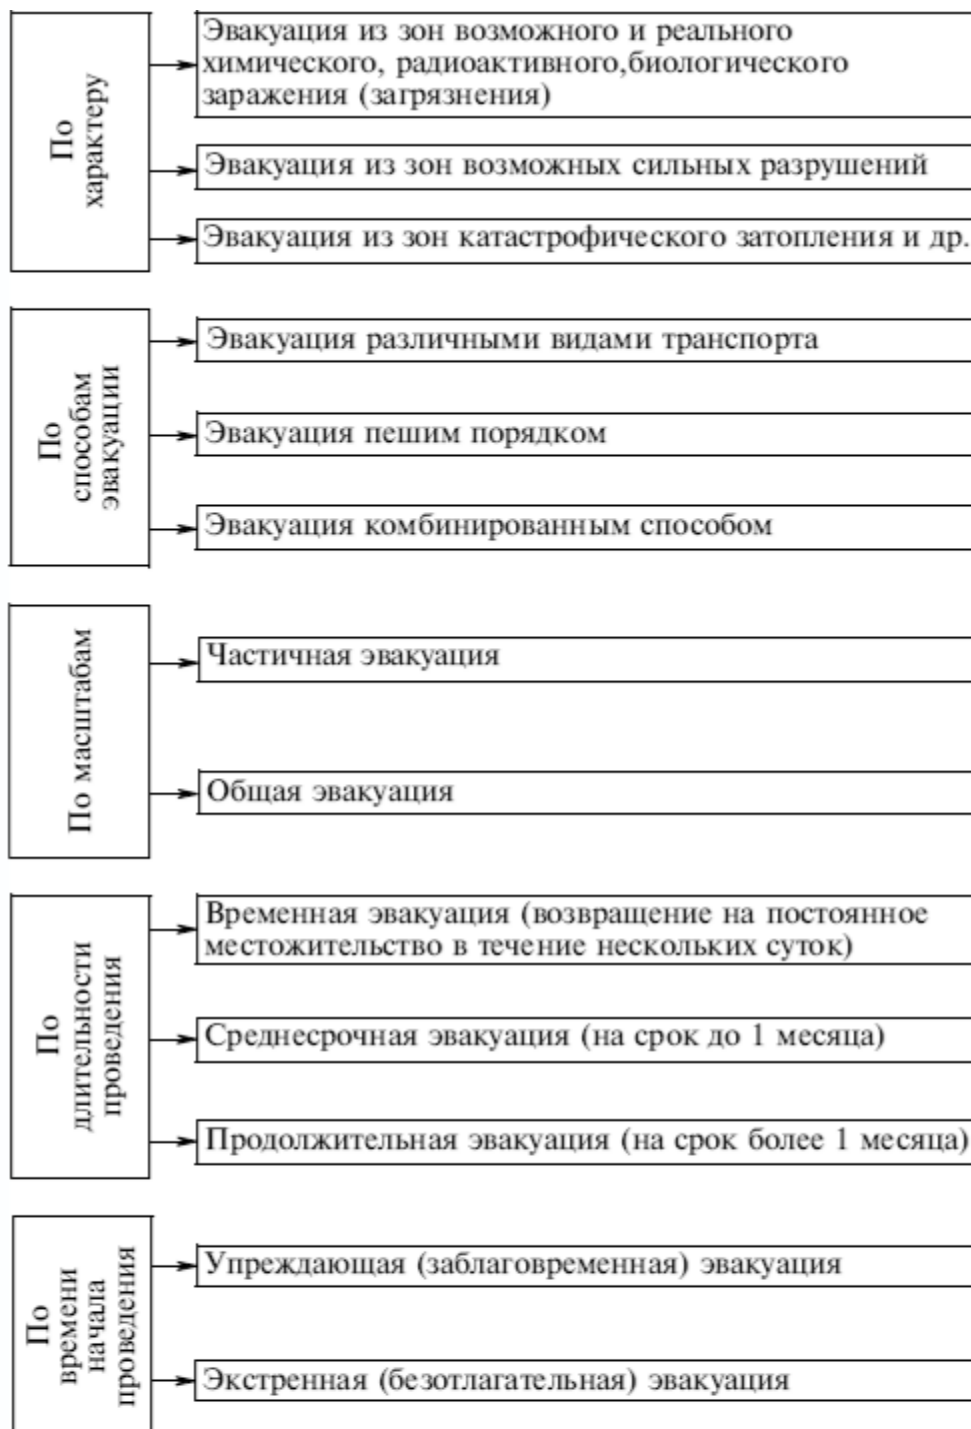 По
характеру
Эвакуация из зон возможного и реального
химического, радиоактивного,биологического
заражения (загрязнения)
Эвакуация из зон возможных сильных разрушений
Эвакуация из зон катастрофического затопления и др.
По
способам
эвакуации
Эвакуация различными видами транспорта
Эвакуация пешим порядком
Эвакуация комбинированным способом
По масштабам
Частичная эвакуация
Общая эвакуация
По
длительности
проведения
Временная эвакуация (возвращение на постоянное
местожительство в течение нескольких суток)
Среднесрочная эвакуация (на срок до 1 месяца)
Продолжительная эвакуация (на срок более 1 месяца)
По
времени
начала
проведения
Упреждающая (заблаговременная) эвакуация
Экстренная (безотлагательная) эвакуация